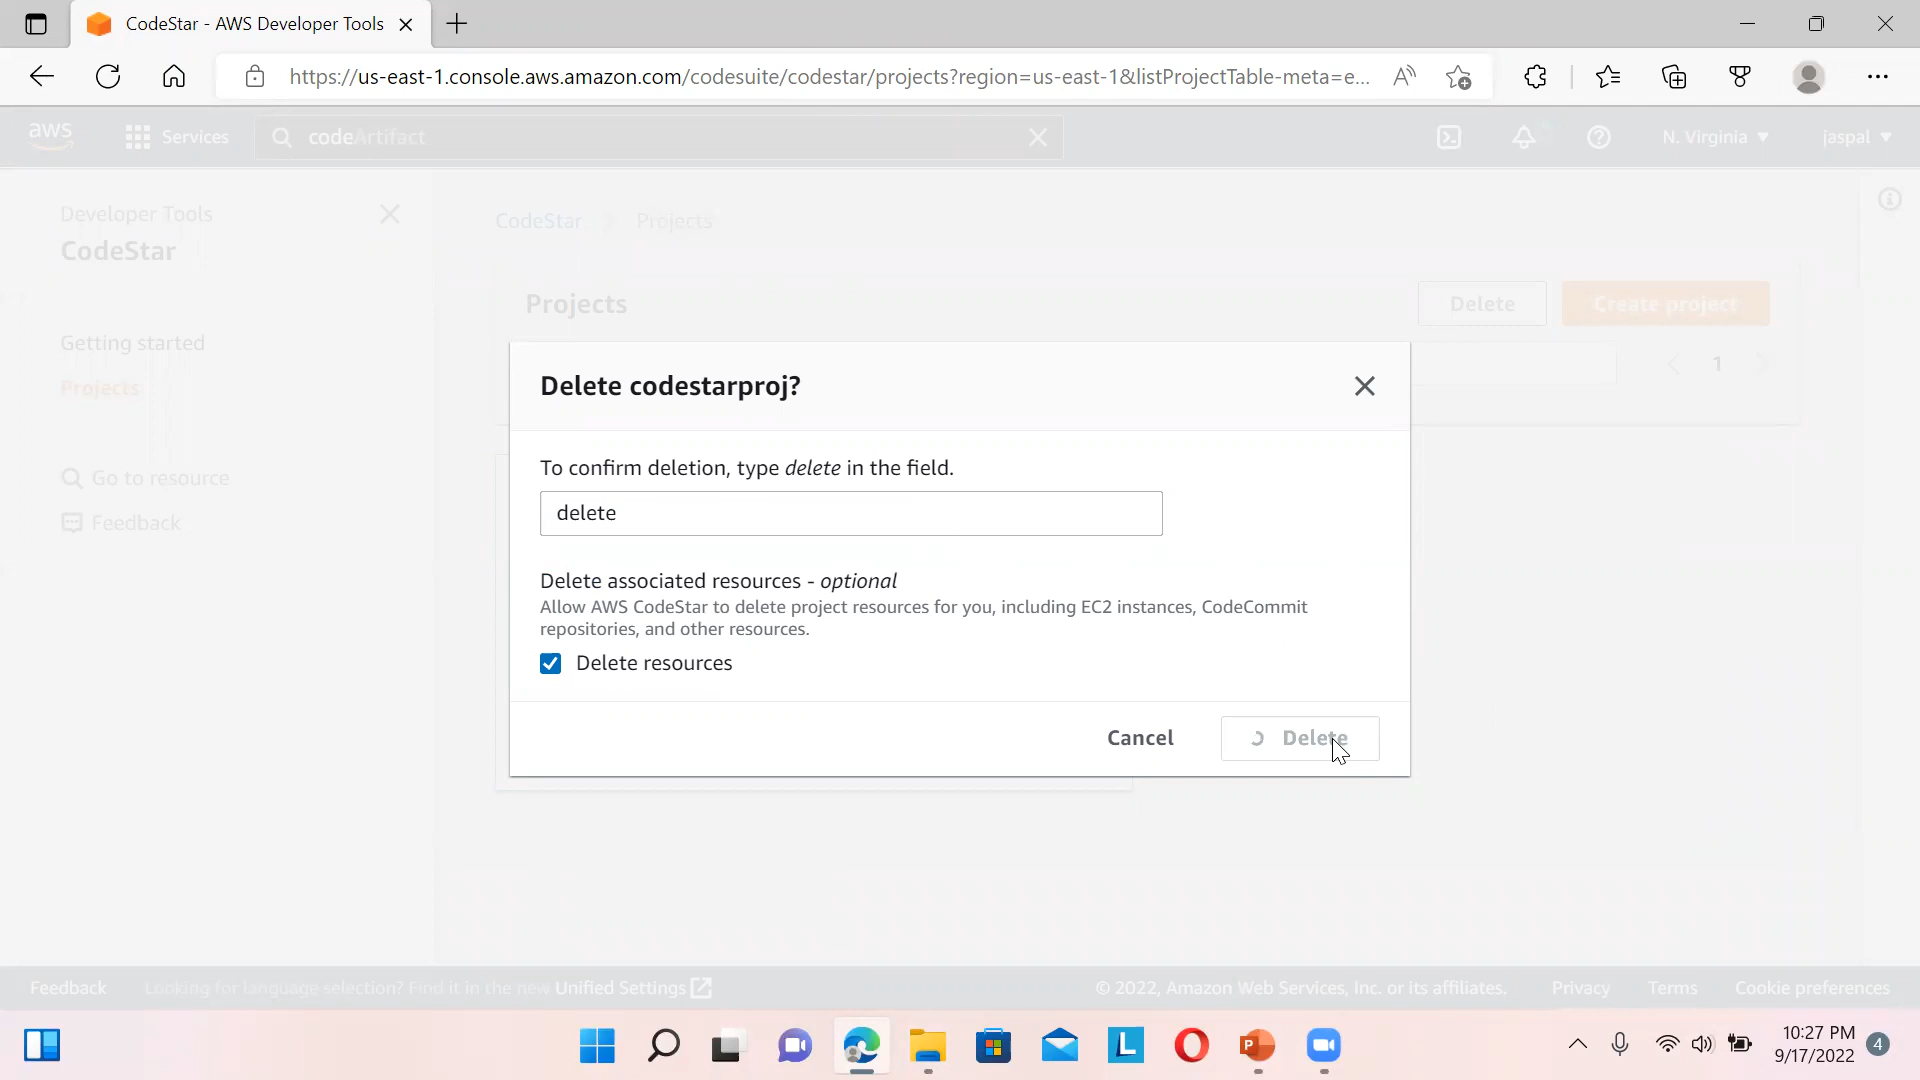 CodeStar - AWS Developer Tools
https://us-east-1.console.aws.amazon.com/codesuite/codestar/projects?region=us-east-1&listProjectTable-meta=e...
aws
Services
codeArtifact
N. Virginia
jaspal
Developer Tools
CodeStar
Getting started
Projects
Go to resource
Feedback
CodeStar
Projects
Projects
Delete
Create project
1
Delete codestarproj?
To confirm deletion, type delete in the field.
delete
Delete associated resources - optional
Allow AWS CodeStar to delete project resources for you, including EC2 instances, CodeCommit
repositories, and other resources.
Delete resources
Cancel
Delete
Feedback
Looking for language selection? Find it in the new Unified Settings
© 2022, Amazon Web Services, Inc. or its affiliates.
Privacy
Terms
Cookie preferences
10:27 PM
9/17/2022
4